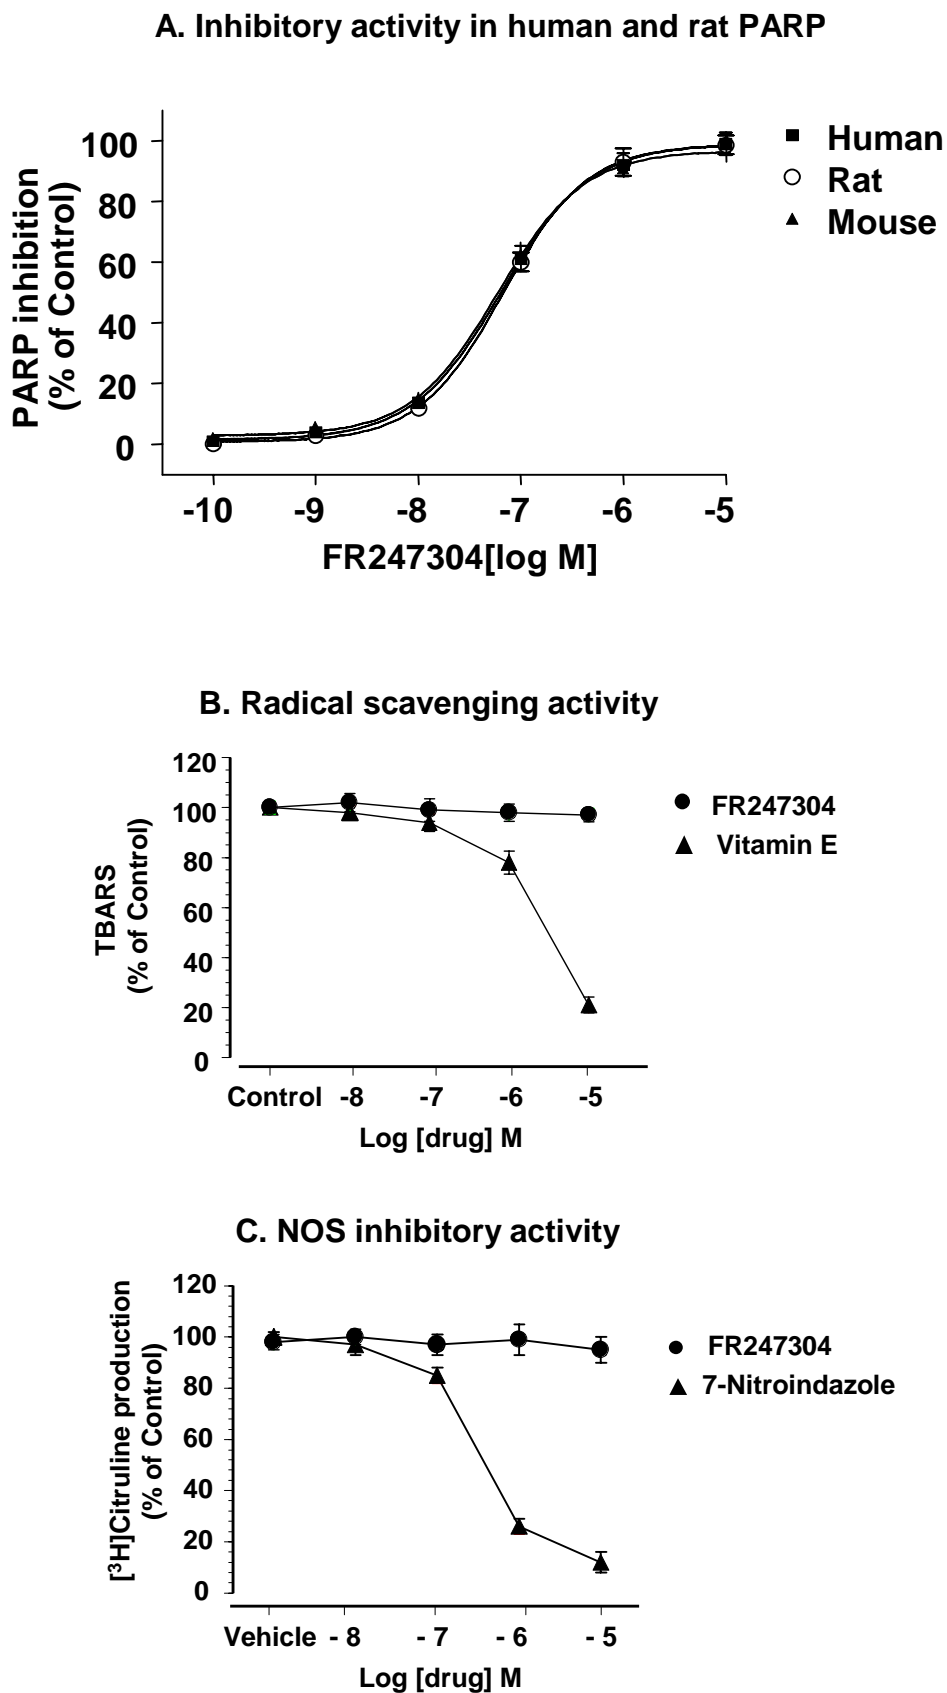 A. Inhibitory activity in human and rat PARP
PARP inhibition
(% of Control)
100
80
60
40
20
0
-10 -9 -8 -7 -6 -5
FR247304[log M]
Human
Rat
Mouse
B. Radical scavenging activity
TBARS
(% of Control)
120
100
80
60
40
20
0
Control -8 -7 -6 -5
Log [drug] M
FR247304
Vitamin E
C. NOS inhibitory activity
[³H]Citruline production
(% of Control)
120
100
80
60
40
20
0
Vehicle - 8 - 7 - 6 - 5
Log [drug] M
FR247304
7-Nitroindazole